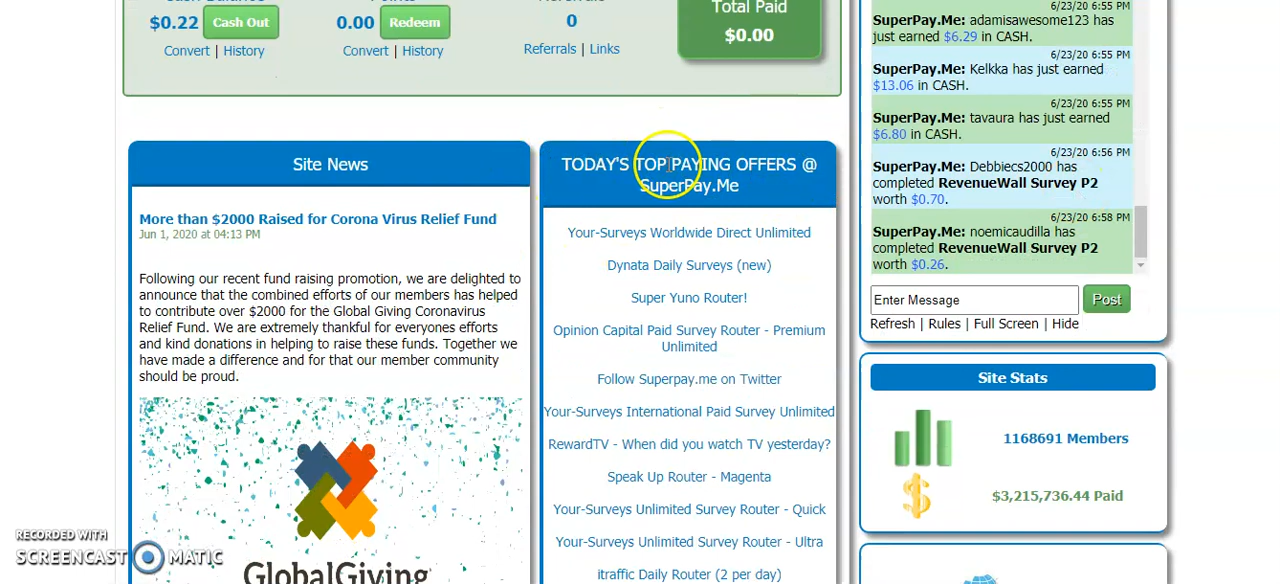 Points
$0.22 Cash Out
0.00 Redeem
0
Total Paid
$0.00
Convert | History
Convert | History
Referrals | Links
Site News
More than $2000 Raised for Corona Virus Relief Fund
Jun 1, 2020 at 04:13 PM
Following our recent fund raising promotion, we are delighted to
announce that the combined efforts of our members has helped
to contribute over $2000 for the Global Giving Coronavirus
Relief Fund. We are extremely thankful for everyones efforts
and kind donations in helping to raise these funds. Together we
have made a difference and for that our member community
should be proud.
GlobalGiving
TODAY'S TOP PAYING OFFERS @
SuperPay.Me
Your-Surveys Worldwide Direct Unlimited
Dynata Daily Surveys (new)
Super Yuno Router!
Opinion Capital Paid Survey Router - Premium
Unlimited
Follow Superpay.me on Twitter
Your-Surveys International Paid Survey Unlimited
RewardTV - When did you watch TV yesterday?
Speak Up Router - Magenta
Your-Surveys Unlimited Survey Router - Quick
Your-Surveys Unlimited Survey Router - Ultra
itraffic Daily Router (2 per day)
SuperPay.Me: adamisawesome123 has
just earned $6.29 in CASH.
6/23/20 6:55 PM
SuperPay.Me: Kelkka has just earned
$13.06 in CASH.
6/23/20 6:55 PM
SuperPay.Me: tavaura has just earned
$6.80 in CASH.
6/23/20 6:56 PM
SuperPay.Me: Debbiecs2000 has
completed RevenueWall Survey P2
worth $0.70.
6/23/20 6:58 PM
SuperPay.Me: noemicaudilla has
completed RevenueWall Survey P2
worth $0.26.
Enter Message Post
Refresh | Rules | Full Screen | Hide
Site Stats
1168691 Members
$3,215,736.44 Paid
RECORDED WITH
SCREENCAST MATIC